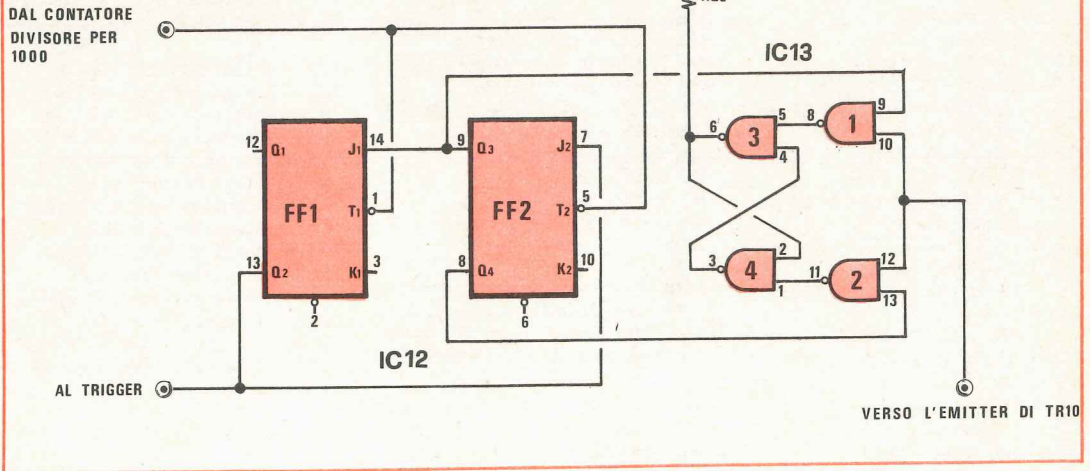 DAL CONTATORE
DIVISORE PER
1000
IC13
12
Q1
J1
14
9
Q3
J2
7
6
3
5
4
8
1
9
10
FF1
T1
1
FF2
T2
5
13
Q2
K1
3
8
Q4
K2
10
3
4
2
1
11
2
12
13
2
6
IC12
AL TRIGGER
VERSO L'EMITTER DI TR10